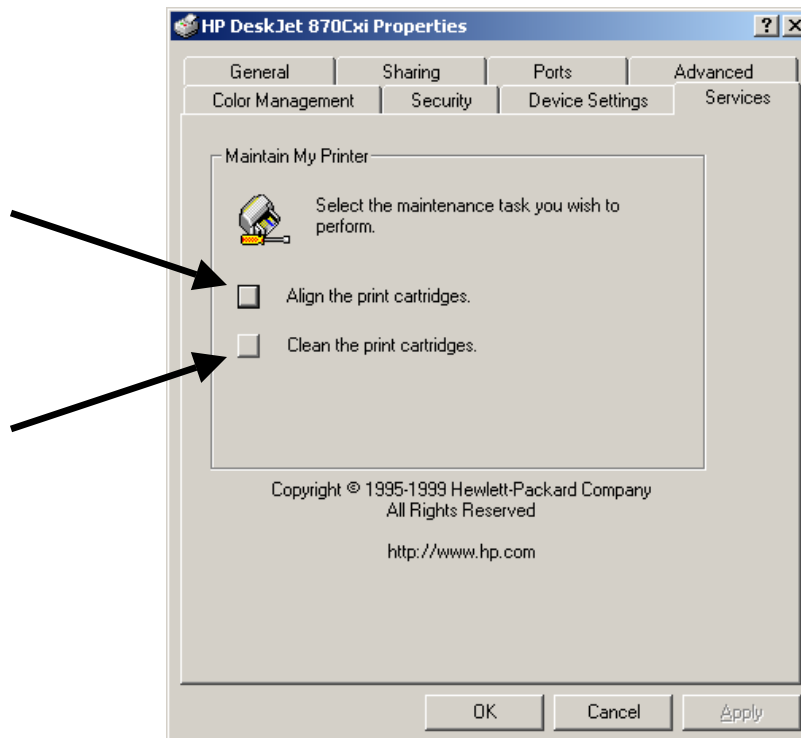 HP DeskJet 870Cxi Properties
General Sharing Ports Advanced
Color Management Security Device Settings Services
Maintain My Printer
Select the maintenance task you wish to
perform.
Align the print cartridges.
Clean the print cartridges.
Copyright © 1995-1999 Hewlett-Packard Company
All Rights Reserved
http://www.hp.com
OK Cancel Apply